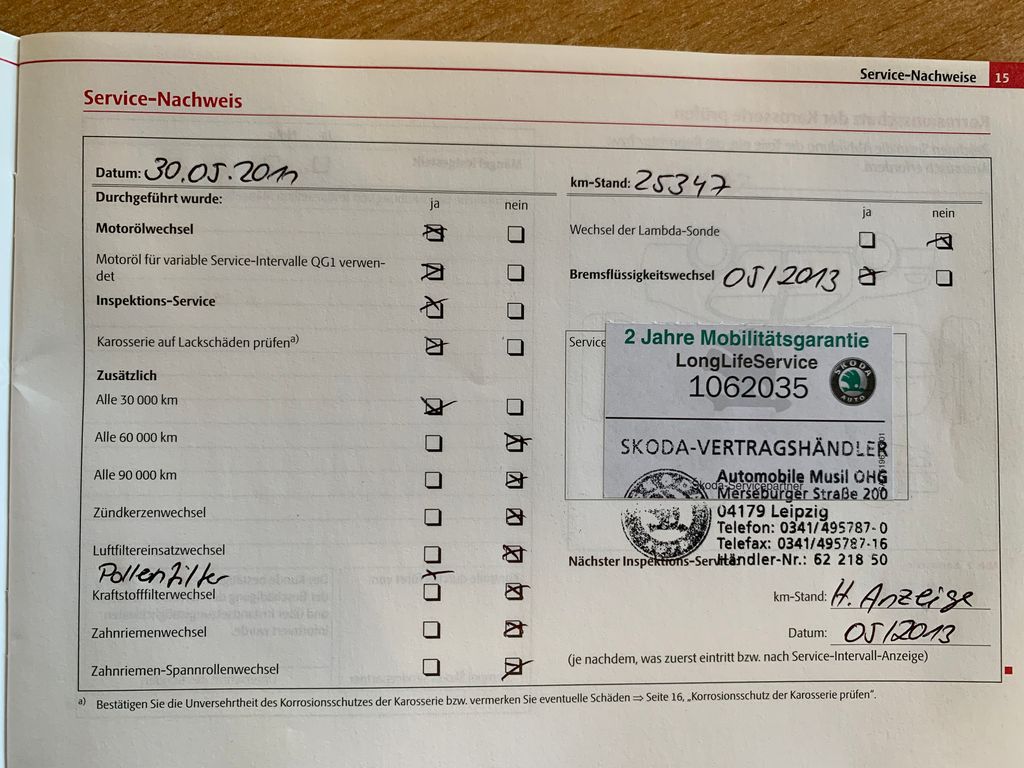 Service-Nachweise 15
Service-Nachweis
Datum: 30.05.2011
Durchgeführt wurde: ja nein
Motorölwechsel
Motoröl für variable Service-Intervalle QG1 verwen-
det
Inspektions-Service
Karosserie auf Lackschäden prüfen a)
Zusätzlich
Alle 30 000 km
Alle 60 000 km
Alle 90 000 km
Zündkerzenwechsel
Luftfiltereinsatzwechsel
Pollenfilter
Kraftstofffilterwechsel
Zahnriemenwechsel
Zahnriemen-Spannrollenwechsel
km-Stand: 25347
ja nein
Wechsel der Lambda-Sonde
Bremsflüssigkeitswechsel 05/2013
Service
2 Jahre Mobilitätsgarantie
LongLifeService
1062035
SKODA
AUTO
SKODA-VERTRAGSHÄNDLER
Automobile Musil OHG
Skoda-Servicepartner
Merseburger Straße 200
04179 Leipzig
Telefon: 0341/495787-0
Telefax: 0341/495787-16
Händler-Nr.: 62 218 50
Nächster Inspektions-Service:
km-Stand: H. Anzeige
Datum: 05/2013
(je nachdem, was zuerst eintritt bzw. nach Service-Intervall-Anzeige)
a) Bestätigen Sie die Unversehrtheit des Korrosionsschutzes der Karosserie bzw. vermerken Sie eventuelle Schäden ⇒ Seite 16, „Korrosionsschutz der Karosserie prüfen“.